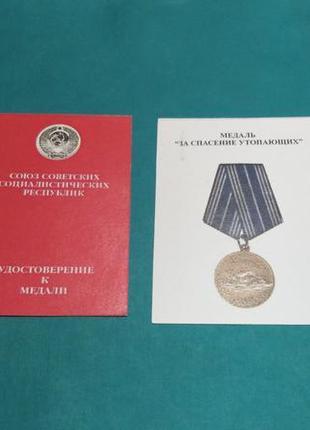 СОЮЗ СОВЕТСКИХ
СОЦИАЛИСТИЧЕСКИХ
РЕСПУБЛИК
УДОСТОВЕРЕНИЕ
К
МЕДАЛИ
МЕДАЛЬ
"ЗА СПАСЕНИЕ УТОПАЮЩИХ"